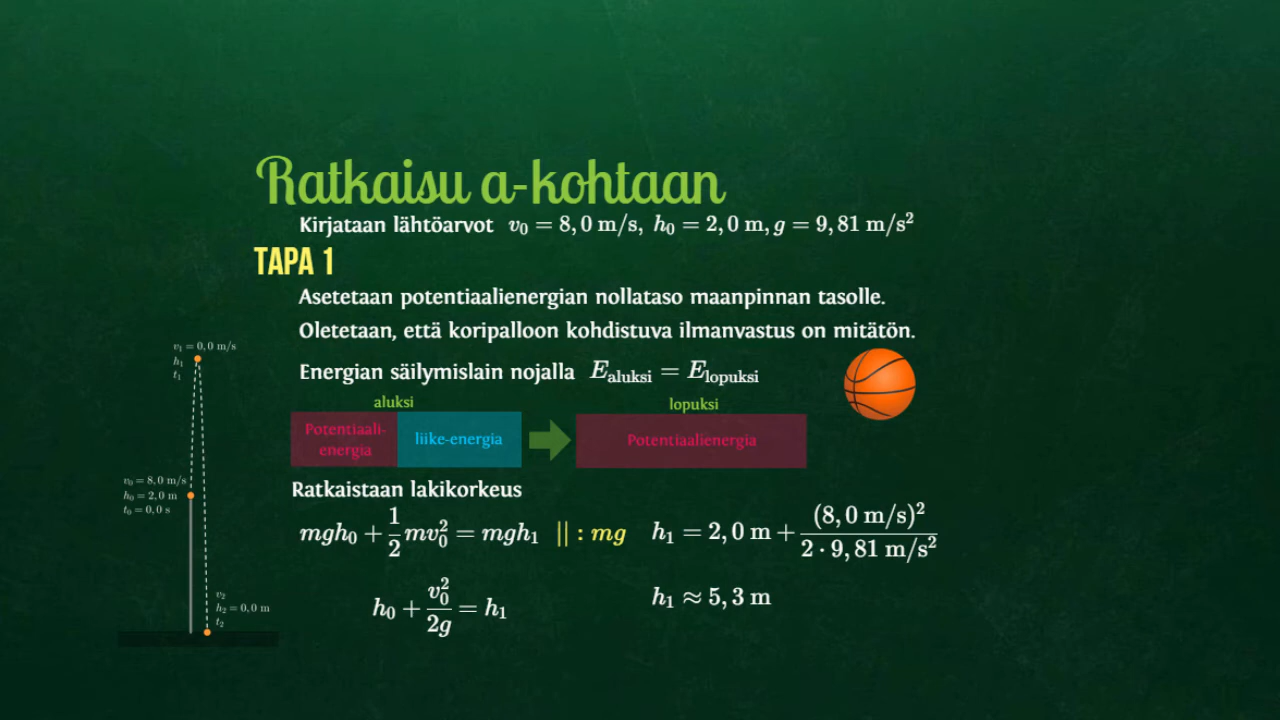 Ratkaisu a-kohtaan
Kirjataan lähtöarvot v₀ = 8,0 m/s, h₀ = 2,0 m, g = 9,81 m/s²
TAPA 1
Asetetaan potentiaalienergian nollataso maanpinnan tasolle.
Oletetaan, että koripalloon kohdistuva ilmanvastus on mitätön.
Energian säilymislain nojalla E_aluksi = E_lopuksi
aluksi
lopuksi
Potentiaali-
energia
liike-energia
Potentiaalienergia
Ratkaistaan lakikorkeus
mgh₀ + 1/2 mv₀² = mgh₁ || : mg
h₀ + v₀²/2g = h₁
h₁ = 2,0 m + (8,0 m/s)²/2 · 9,81 m/s²
h₁ ≈ 5,3 m
v₁ = 0,0 m/s
h₁
t₁
v₀ = 8,0 m/s
h₀ = 2,0 m
t₀ = 0,0 s
v₂
h₂ = 0,0 m
t₂